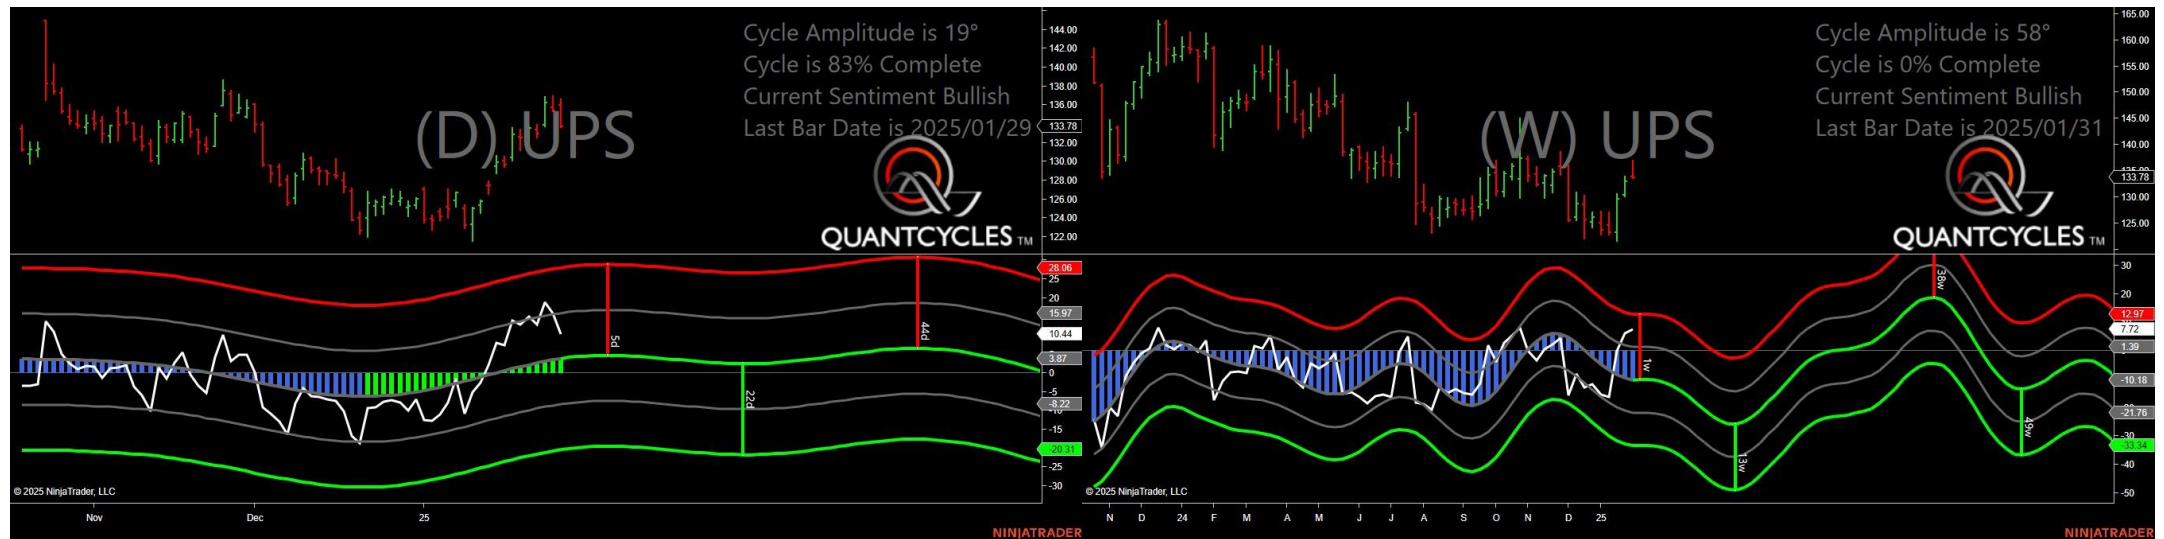 Cycle Amplitude is 19°
Cycle is 83% Complete
Current Sentiment Bullish
Last Bar Date is 2025/01/29
(D) UPS
QUANTCYCLES TM
144.00
142.00
140.00
138.00
136.00
133.78
132.00
130.00
128.00
126.00
124.00
122.00
28.06
25
20
15.97
10.44
3.87
0
-5
-8.22
-15
-20.31
-25
-30
5d
22d
44d
© 2025 NinjaTrader, LLC
Nov Dec 25
NINJATRADER
Cycle Amplitude is 58°
Cycle is 0% Complete
Current Sentiment Bullish
Last Bar Date is 2025/01/31
(W) UPS
QUANTCYCLES TM
165.00
160.00
155.00
150.00
145.00
140.00
133.78
130.00
125.00
30
20
12.97
7.72
1.39
-10.18
-21.76
-30
-33.34
-40
-50
1w
13w
38w
49w
© 2025 NinjaTrader, LLC
N D 24 F M A M J J A S O N D 25
NINJATRADER